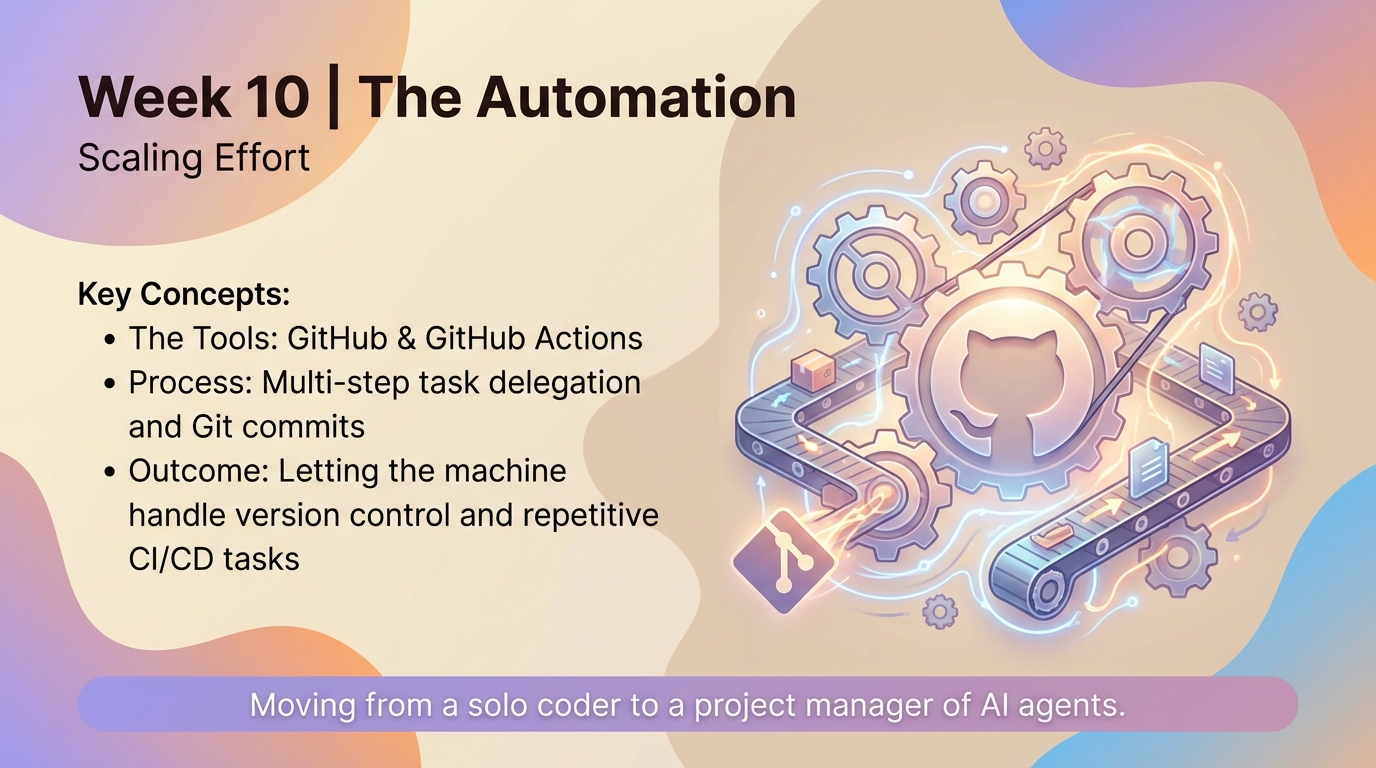 Week 10 | The Automation
Scaling Effort
Key Concepts:
• The Tools: GitHub & GitHub Actions
• Process: Multi-step task delegation
and Git commits
• Outcome: Letting the machine
handle version control and repetitive
CI/CD tasks
Moving from a solo coder to a project manager of AI agents.